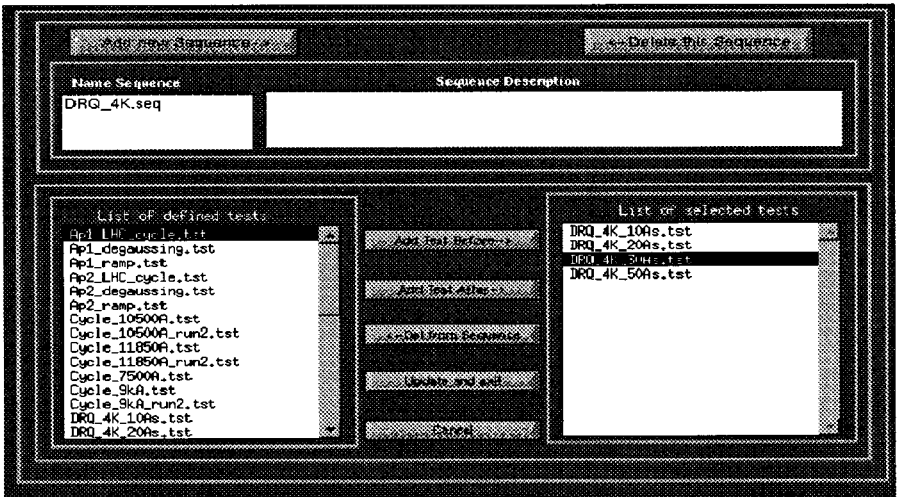 Add new Sequence-->
<--Delete this Sequence
Name Sequence
Sequence Description
DRQ_4K.seq
List of defined tests
Ap1_LHC_cycle.tst
Ap1_degaussing.tst
Ap1_ramp.tst
Ap2_LHC_cycle.tst
Ap2_degaussing.tst
Ap2_ramp.tst
Cycle_10500A.tst
Cycle_10500A_run2.tst
Cycle_11850A.tst
Cycle_11850A_run2.tst
Cycle_7500A.tst
Cycle_9kA.tst
Cycle_9kA_run2.tst
DRQ_4K_10As.tst
DRQ_4K_20As.tst
Add Test Before-->
Add Test After-->
<--Del from Sequence
Update and exit
Cancel
List of selected tests
DRQ_4K_10As.tst
DRQ_4K_20As.tst
DRQ_4K_30As.tst
DRQ_4K_50As.tst